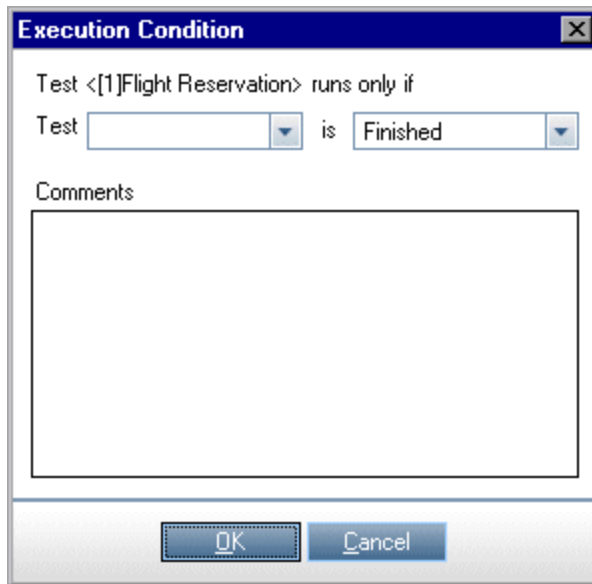 Execution Condition
Test <[1]Flight Reservation> runs only if
Test is Finished
Comments
OK Cancel